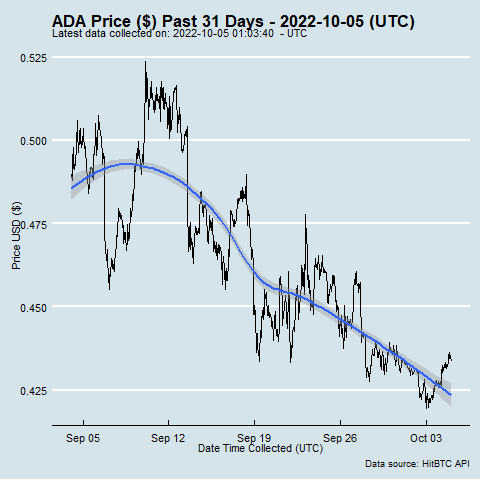 ADA Price ($) Past 31 Days - 2022-10-05 (UTC)
Latest data collected on: 2022-10-05 01:03:40 - UTC
0.525
0.500
0.475
0.450
0.425
Price USD ($)
Sep 05 Sep 12 Sep 19 Sep 26 Oct 03
Date Time Collected (UTC)
Data source: HitBTC API